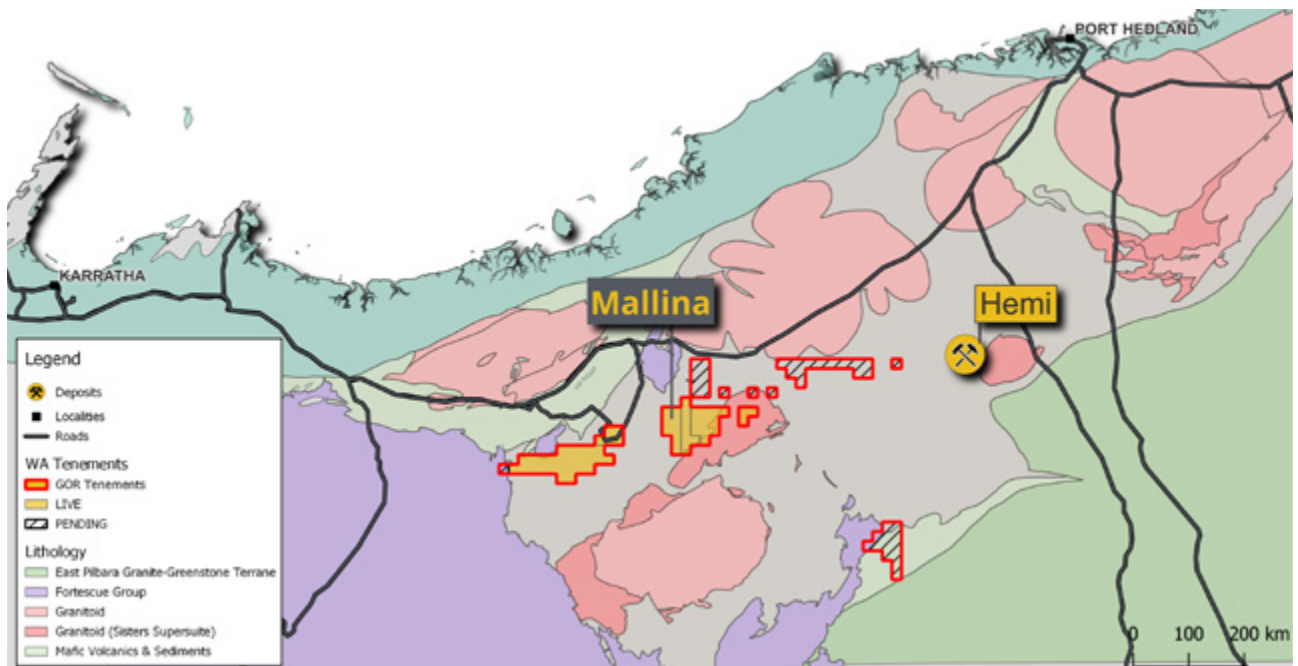 PORT HEDLAND
KARRATHA
Mallina
Hemi
Legend
Deposits
Localities
Roads
WA Tenements
GOR Tenements
LIVE
PENDING
Lithology
East Pilbara Granite-Greenstone Terrane
Fortescue Group
Granitoid
Granitoid (Sisters Supersuite)
Mafic Volcanics & Sediments
0 100 200 km